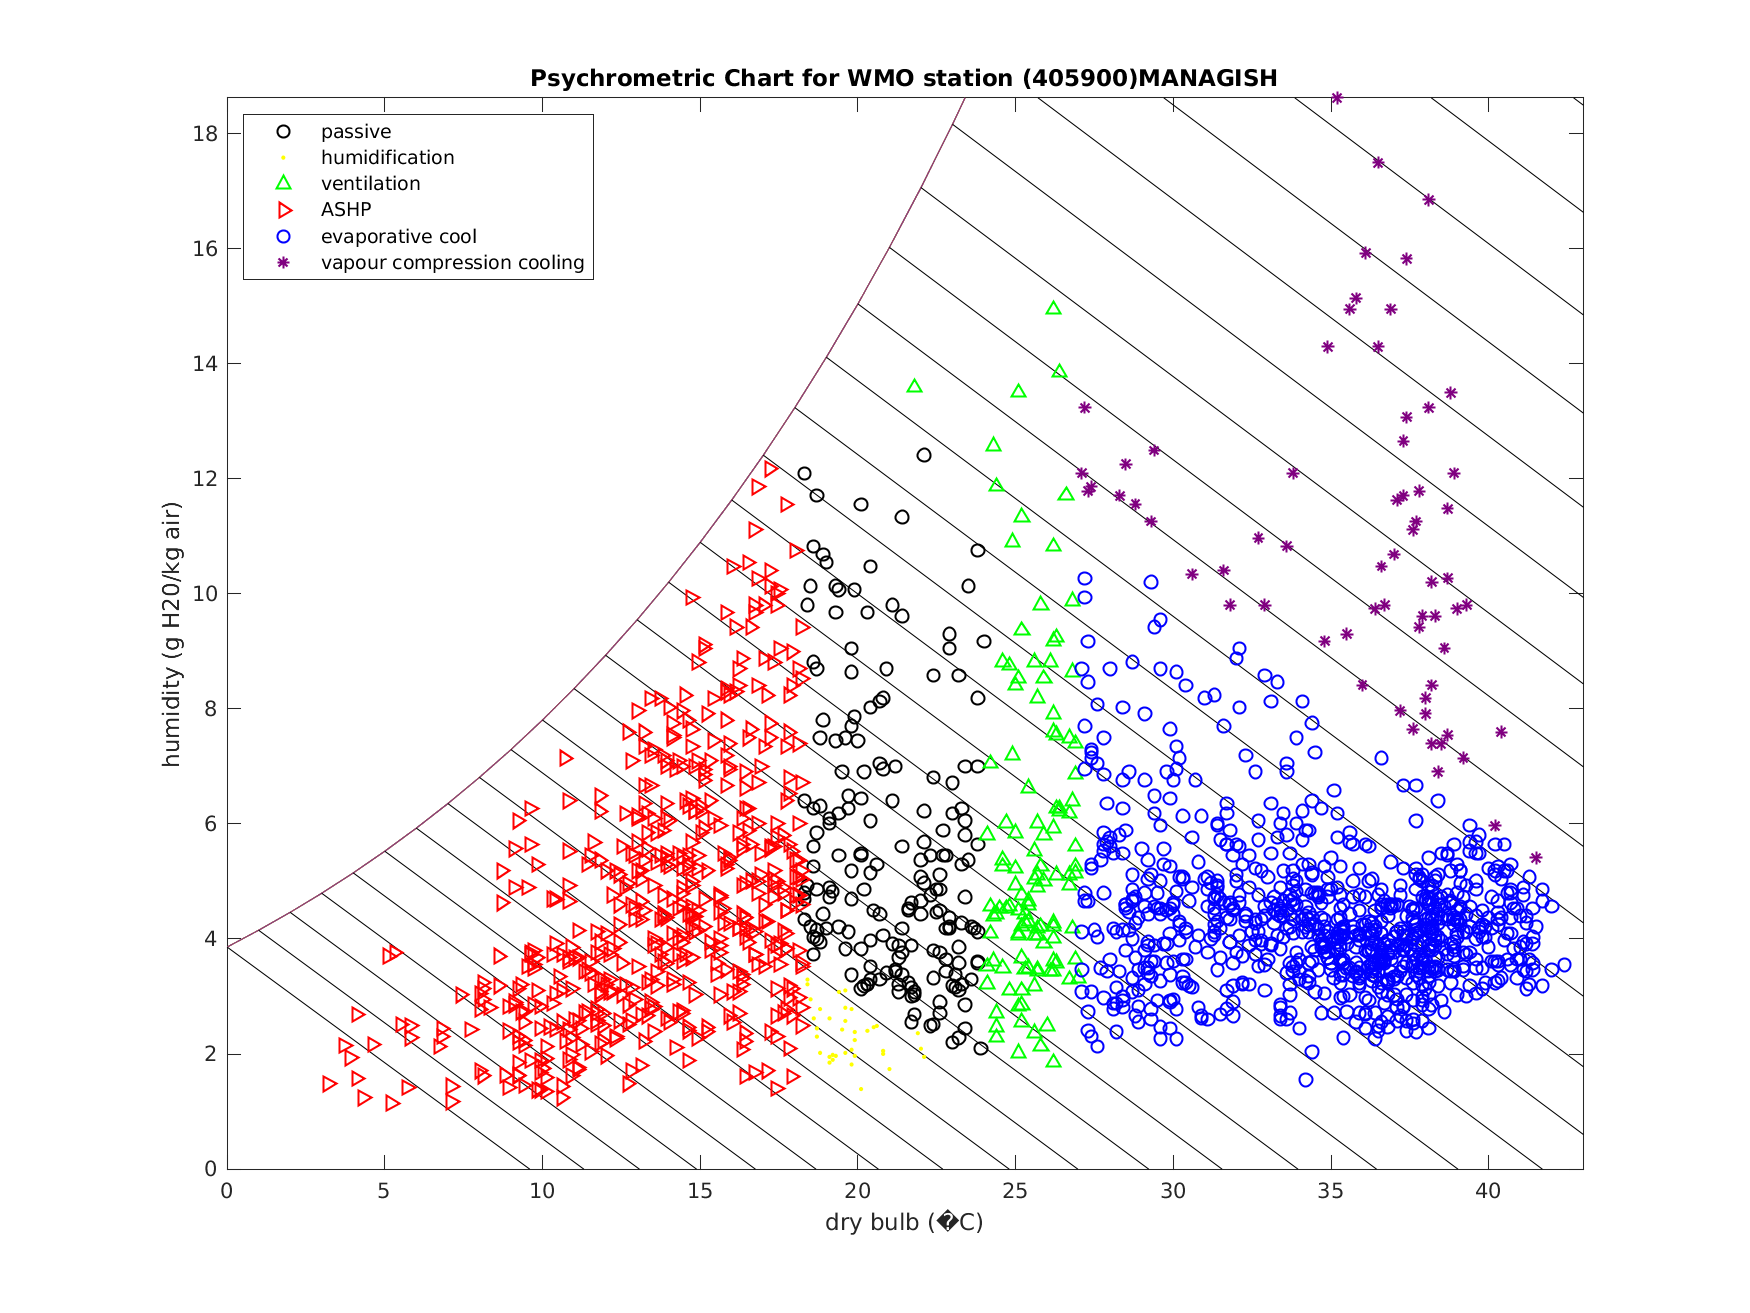 Psychrometric Chart for WMO station (405900)MANAGISH
passive
humidification
ventilation
ASHP
evaporative cool
vapour compression cooling
humidity (g H20/kg air)
18
16
14
12
10
8
6
4
2
0
0 5 10 15 20 25 30 35 40
dry bulb (�C)